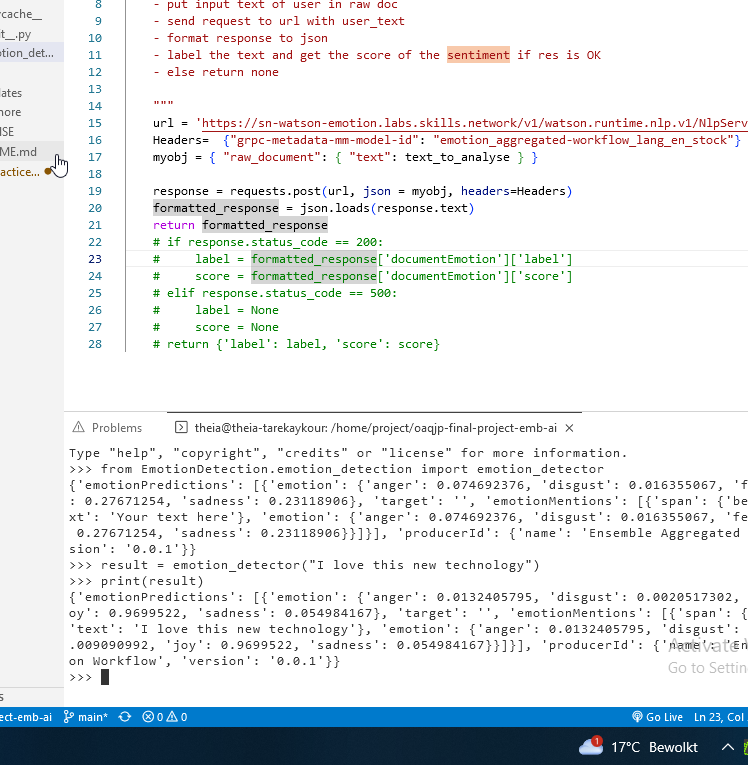 ycache__
it__.py
otion_det...
lates
nore
NSE
ME.md
actice...
8 - put input text of user in raw doc
9 - send request to url with user_text
10 - format response to json
11 - label the text and get the score of the sentiment if res is OK
12 - else return none
13
14 """
15 url = 'https://sn-watson-emotion.labs.skills.network/v1/watson.runtime.nlp.v1/NlpServ
16 Headers= {"grpc-metadata-mm-model-id": "emotion_aggregated-workflow_lang_en_stock"}
17 myobj = { "raw_document": { "text": text_to_analyse } }
18
19 response = requests.post(url, json = myobj, headers=Headers)
20 formatted_response = json.loads(response.text)
21 return formatted_response
22 # if response.status_code == 200:
23 #     label = formatted_response['documentEmotion']['label']
24 #     score = formatted_response['documentEmotion']['score']
25 # elif response.status_code == 500:
26 #     label = None
27 #     score = None
28 # return {'label': label, 'score': score}
Problems theia@theia-tarekaykour: /home/project/oaqjp-final-project-emb-ai
Type "help", "copyright", "credits" or "license" for more information.
>>> from EmotionDetection.emotion_detection import emotion_detector
{'emotionPredictions': [{'emotion': {'anger': 0.074692376, 'disgust': 0.016355067, 'f
: 0.27671254, 'sadness': 0.23118906}, 'target': '', 'emotionMentions': [{'span': {'be
xt': 'Your text here'}, 'emotion': {'anger': 0.074692376, 'disgust': 0.016355067, 'fe
 0.27671254, 'sadness': 0.23118906}}]}], 'producerId': {'name': 'Ensemble Aggregated
sion': '0.0.1'}}
>>> result = emotion_detector("I love this new technology")
>>> print(result)
{'emotionPredictions': [{'emotion': {'anger': 0.0132405795, 'disgust': 0.0020517302,
oy': 0.9699522, 'sadness': 0.054984167}, 'target': '', 'emotionMentions': [{'span': {
'text': 'I love this new technology'}, 'emotion': {'anger': 0.0132405795, 'disgust':
.009090992, 'joy': 0.9699522, 'sadness': 0.054984167}}]}], 'producerId': {'name': 'En
on Workflow', 'version': '0.0.1'}}
>>>
Activate W
Go to Settin
s
ect-emb-ai main* 0 0 Go Live Ln 23, Col
1 17°C Bewolkt